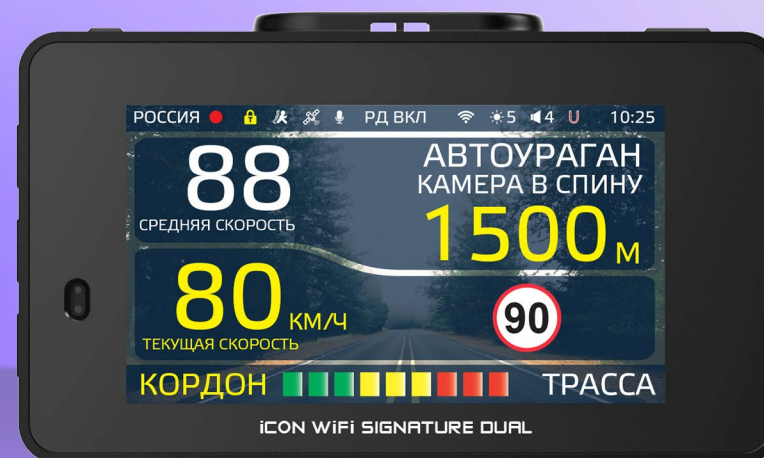 РОССИЯ РД ВКЛ 5 4 U 10:25
88
СРЕДНЯЯ СКОРОСТЬ
АВТОУРАГАН
КАМЕРА В СПИНУ
1500 М
80 КМ/Ч
ТЕКУЩАЯ СКОРОСТЬ
90
КОРДОН ТРАССА
iCON WiFi SIGNATURE DUAL